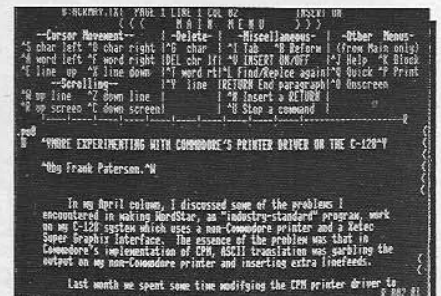 B:ACKMAY.TXT PAGE 1 LINE 1 COL 02 INSERT ON
< < < M A I N M E N U > > >
--Cursor Movement-- | -Delete- | -Miscellaneous- | -Other Menus-
^S char left ^D char right |^G char | ^I Tab ^B Reform | (from Main only)
^A word left ^F word right |DEL chr lf| ^V INSERT ON/OFF |^J Help ^K Block
^E line up ^X line down |^T word rt|^L Find/Replce again|^Q Quick ^P Print
--Scrolling-- |^Y line |RETURN End paragraph|^O Onscreen
^W up line ^Z down line | | ^N Insert a RETURN |
^R up screen ^C down screen| | ^U Stop a command |
.po8
^YMORE EXPERIMENTING WITH COMMODORE'S PRINTER DRIVER ON THE C-128^Y
by Frank Paterson.^W
In my April column, I discussed some of the problems I
encountered in making WordStar, an "industry-standard" program, work
on my C-128 system which uses a non-Commodore printer and a Xetec
Super Graphix Interface. The essence of the problem was that in
Commodore's implementation of CPM, ASCII translation was garbling the
output on my non-Commodore printer and inserting extra linefeeds.
Last month we spent some time modifying the CPM printer driver to